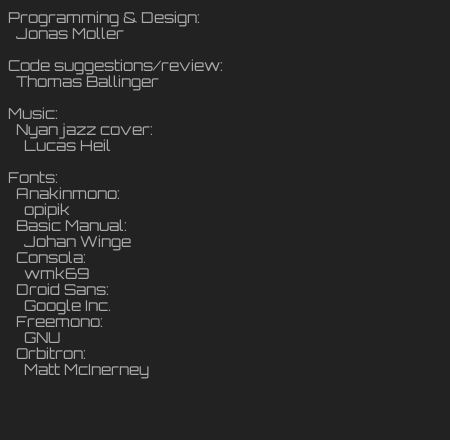 Programming & Design:
Jonas Moller
Code suggestions/review:
Thomas Ballinger
Music:
Nyan jazz cover:
Lucas Heil
Fonts:
Anakinmono:
opipik
Basic Manual:
Johan Winge
Consola:
wmk69
Droid Sans:
Google Inc.
Freemono:
GNU
Orbitron:
Matt McInerney